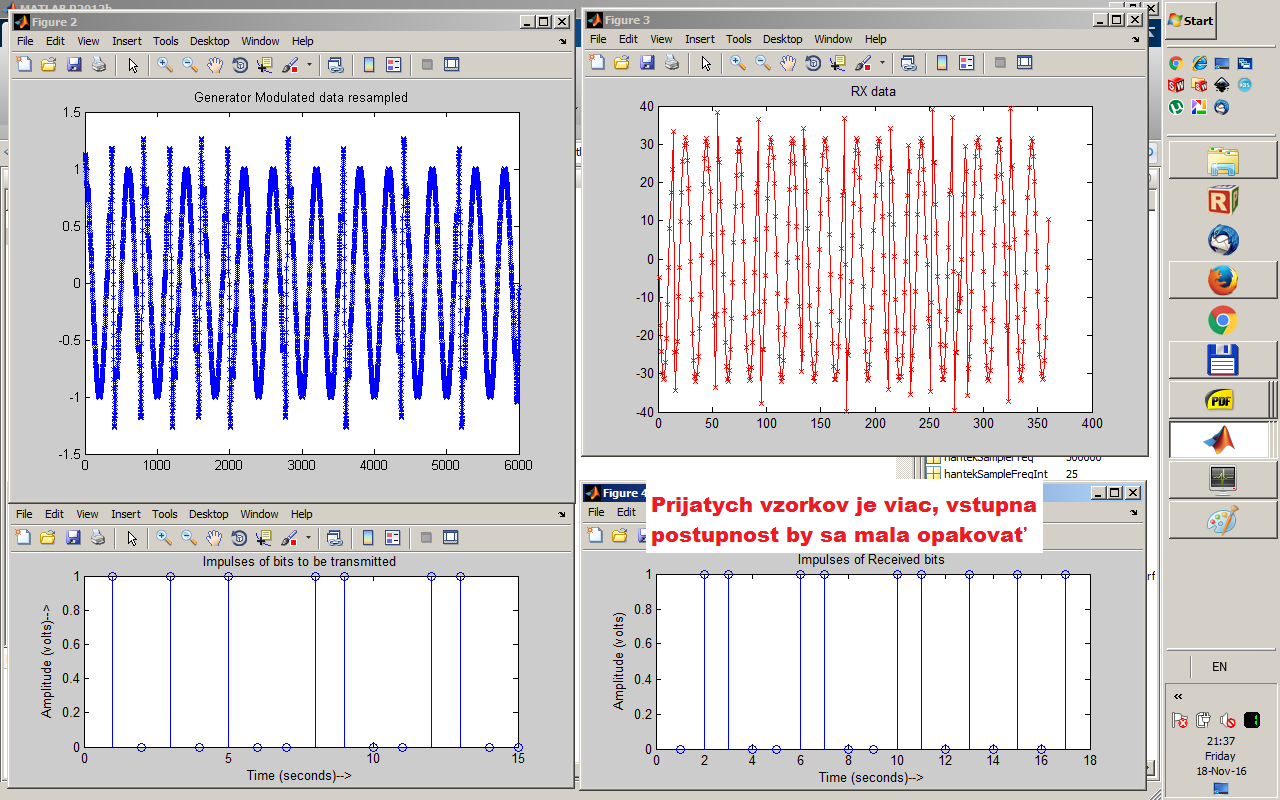 MATLAB R2012b
Figure 2
File Edit View Insert Tools Desktop Window Help
Generator Modulated data resampled
1.5
1
0.5
0
-0.5
-1
-1.5
0 1000 2000 3000 4000 5000 6000
Figure 3
File Edit View Insert Tools Desktop Window Help
RX data
40
30
20
10
0
-10
-20
-30
-40
0 50 100 150 200 250 300 350 400
hantekSampleFreq 500000
hantekSampleFreqInt 25
File Edit View Insert Tools Desktop Window Help
Impulses of bits to be transmitted
Amplitude (volts)-->
1
0.8
0.6
0.4
0.2
0
0 5 10 15
Time (seconds)-->
Figure 4
File Edit
Prijatych vzorkov je viac, vstupna
postupnost by sa mala opakovať
Impulses of Received bits
Amplitude (volts)
1
0.8
0.6
0.4
0.2
0
0 2 4 6 8 10 12 14 16 18
Time (seconds)-->
Start
PDF
EN
21:37
Friday
18-Nov-16